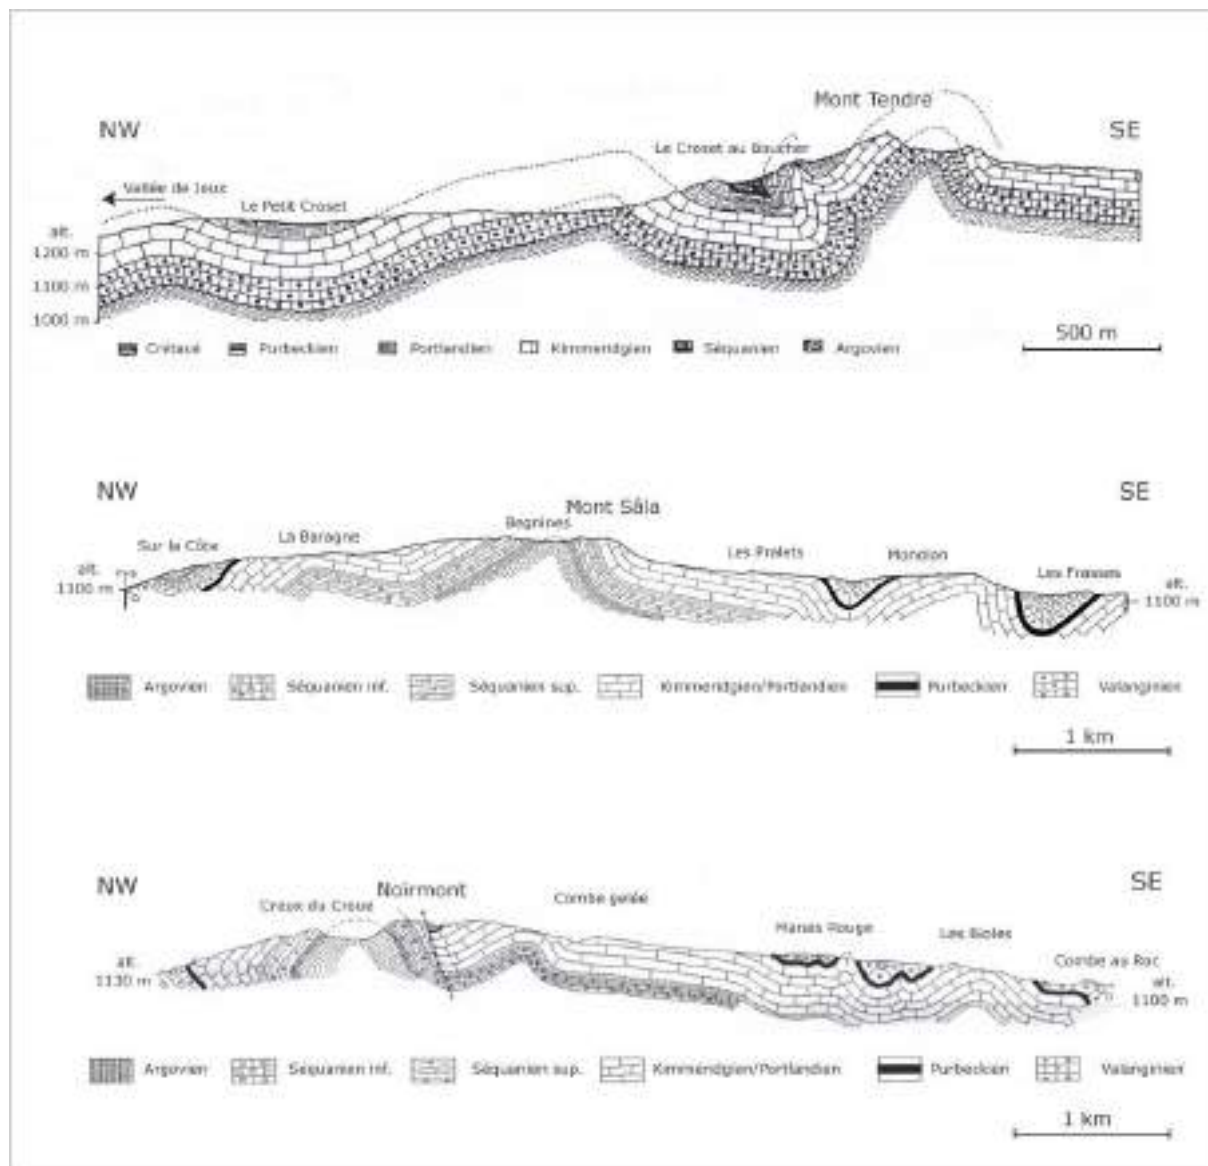 Mont Tendre
NW
SE
Le Croset au Boucher
Vallée de Joux
Le Petit Croset
alt.
1200 m
1100 m
1000 m
Crétacé Purbeckien Portlandien Kimmeridgien Séquanien Argovien
500 m
NW
SE
Mont Sâla
Begnines
La Baragne
Sur la Côte
Les Pralets
Mondion
Les Frasses
alt.
1100 m
alt.
1100 m
Argovien Séquanien inf. Séquanien sup. Kimmeridgien/Portlandien Purbeckien Valanginien
1 km
NW
SE
Noirmont
Creux du Croue
Combe gelée
Marais Rouge
Les Bioles
Combe au Roc
alt.
1130 m
alt.
1100 m
Argovien Séquanien inf. Séquanien sup. Kimmeridgien/Portlandien Purbeckien Valanginien
1 km